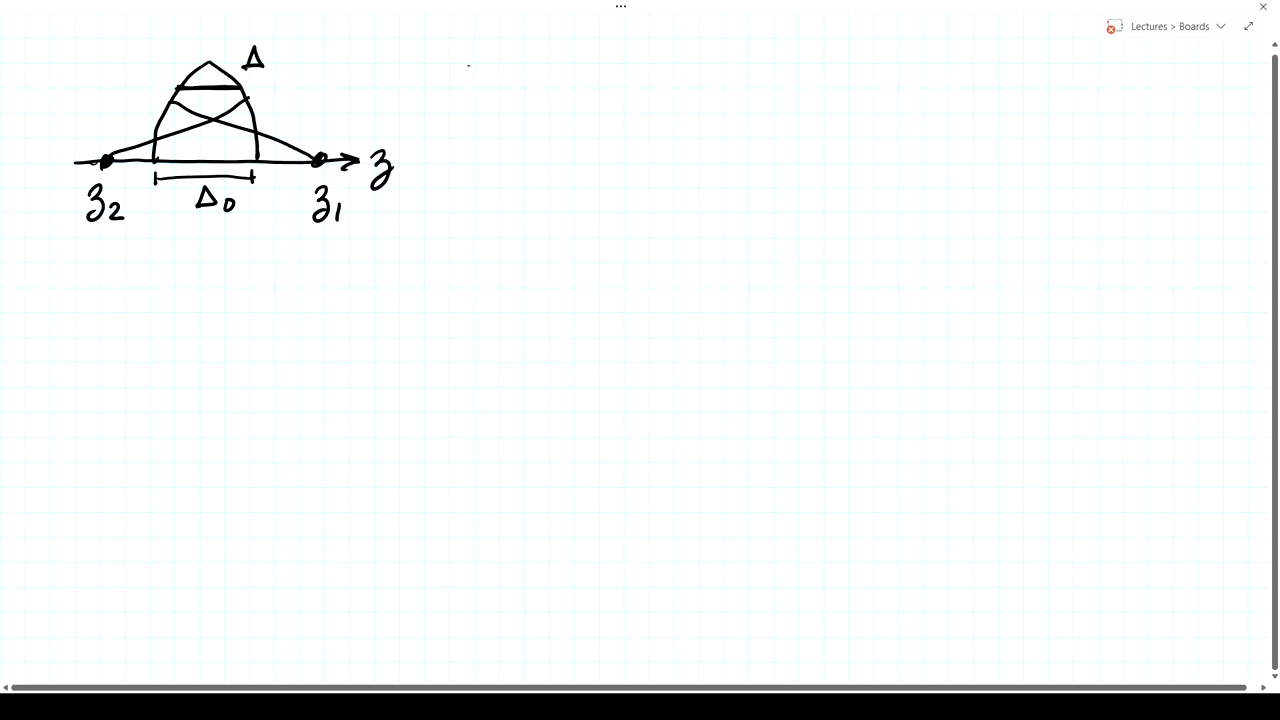 Lectures > Boards
Δ
z
Δ0
z2 z1